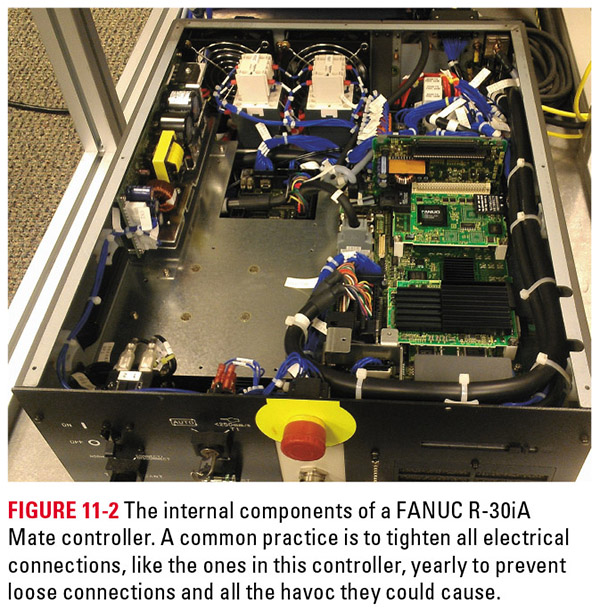 FANUC
ON
OFF
AUTO
<250mm/s
T1
FIGURE 11-2 The internal components of a FANUC R-30iA
Mate controller. A common practice is to tighten all electrical
connections, like the ones in this controller, yearly to prevent
loose connections and all the havoc they could cause.